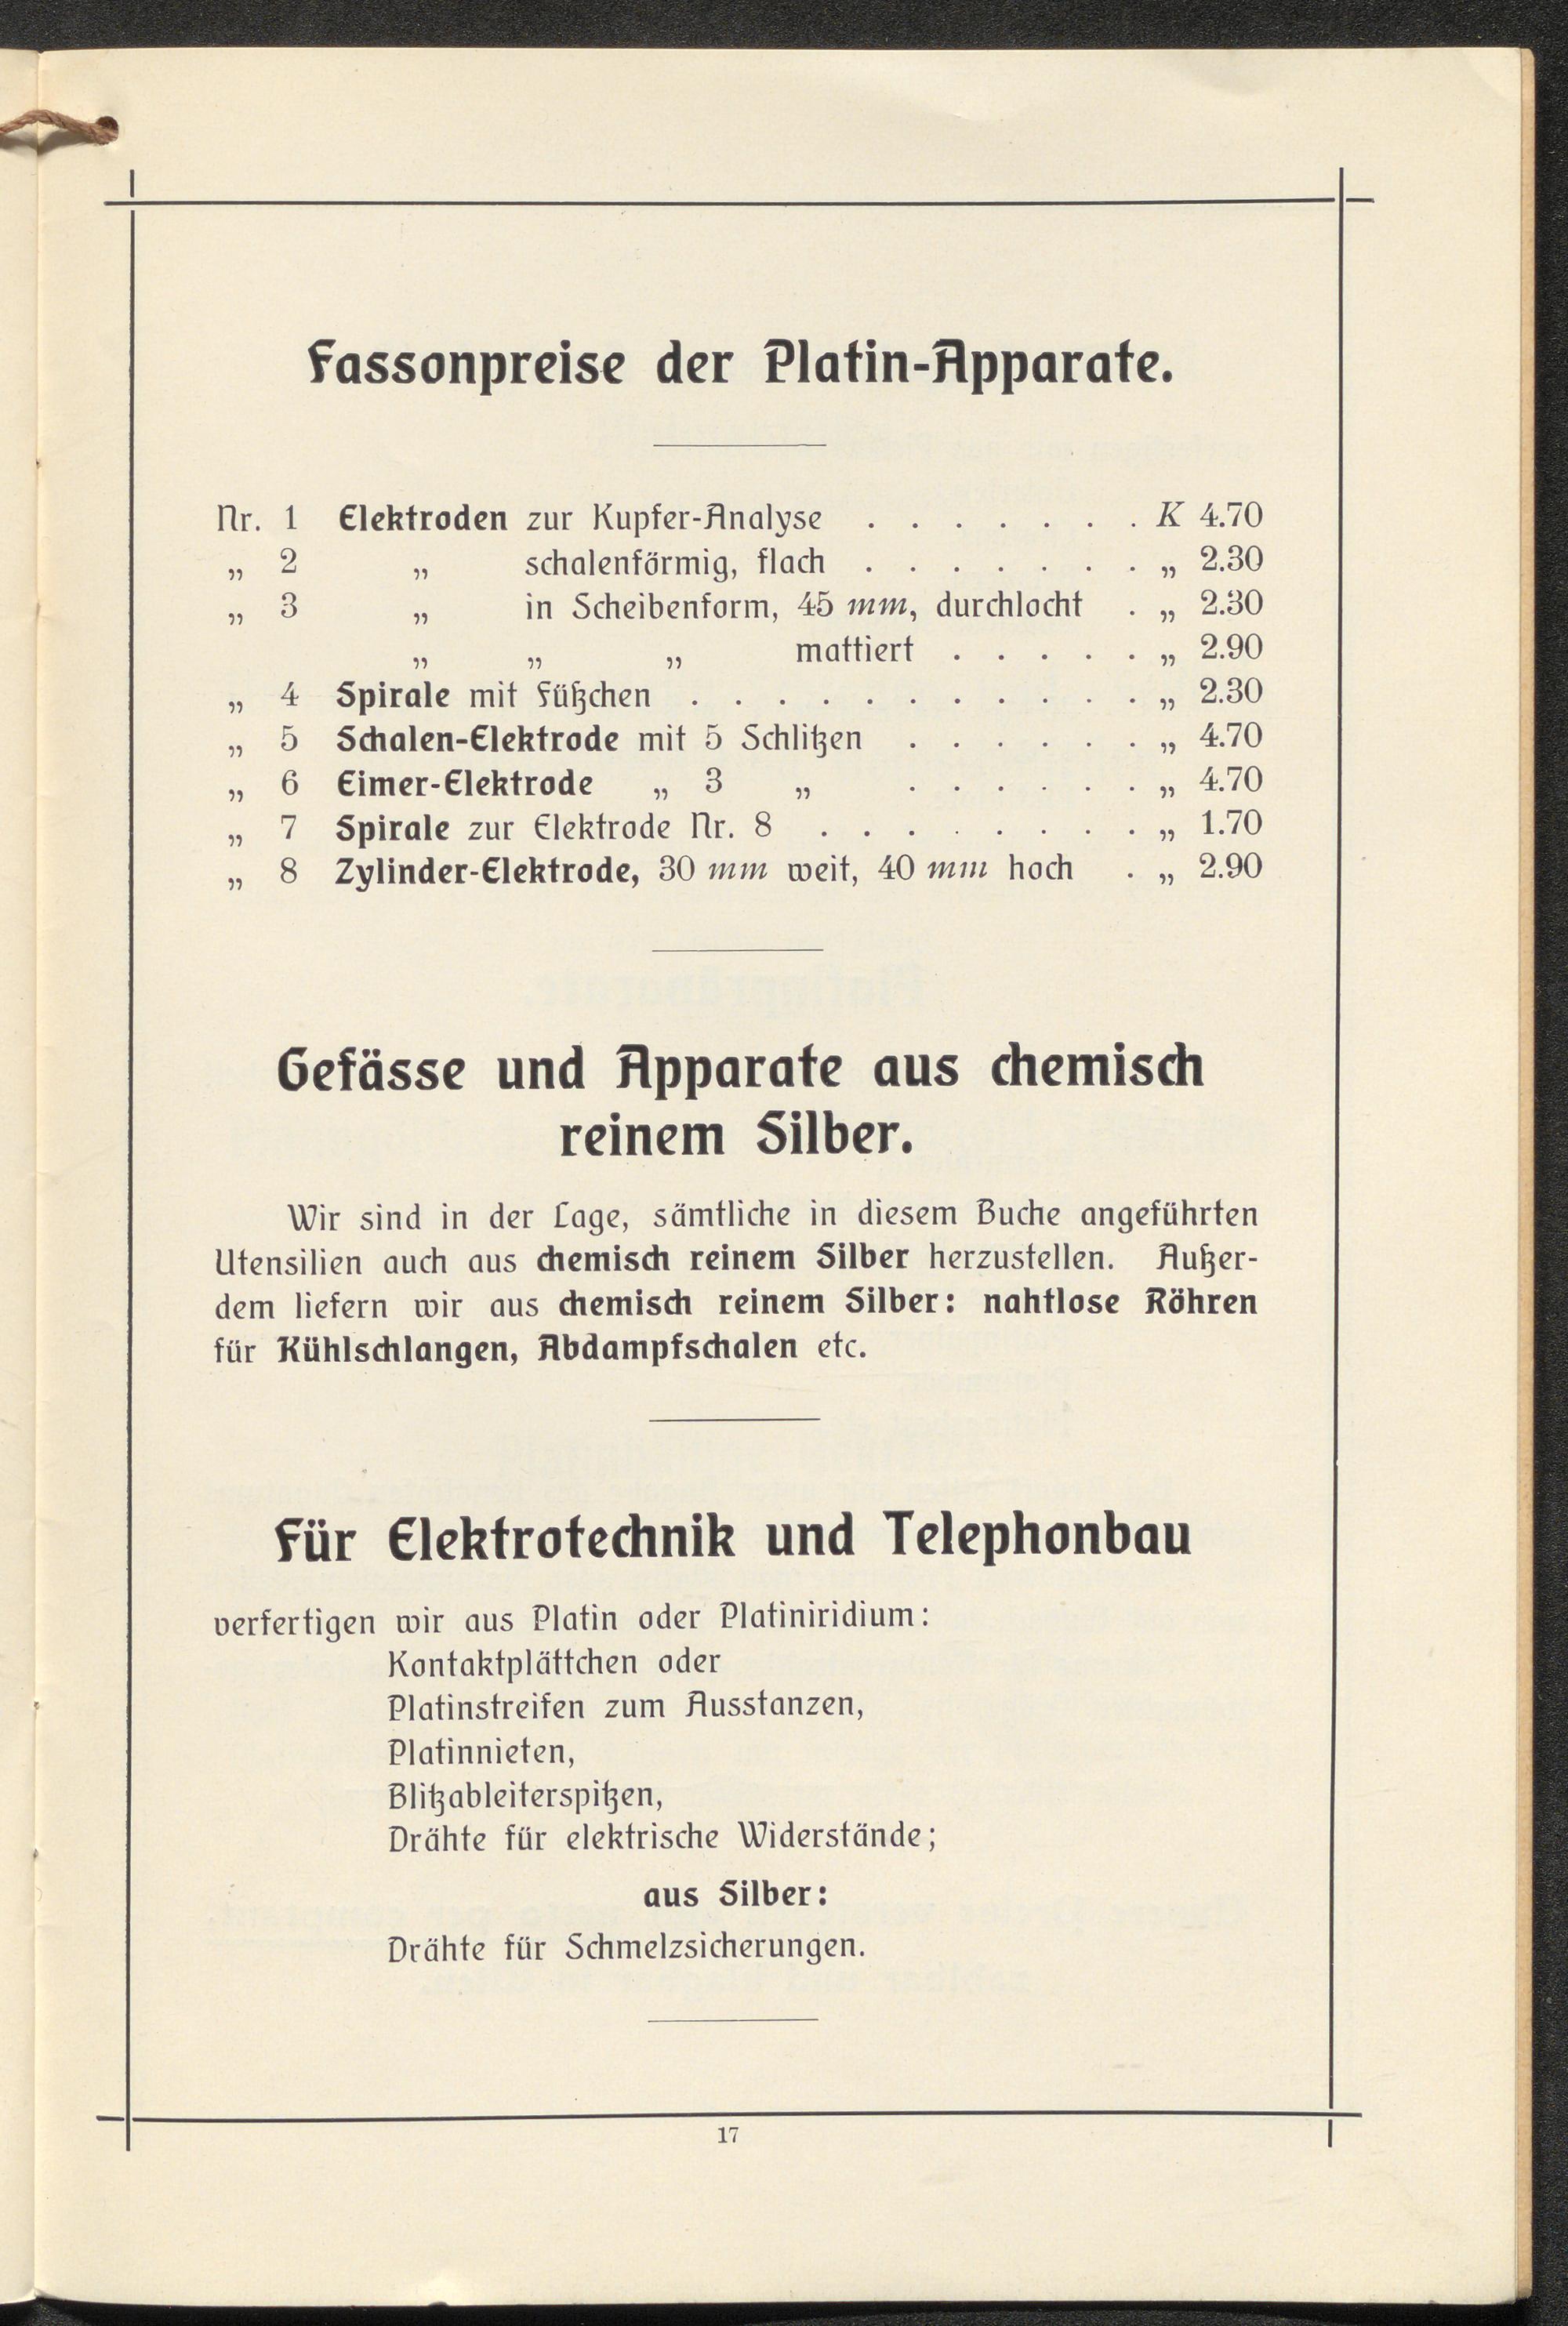 Fassonpreise der Platin-Apparate.
Nr. 1 Elektroden zur Kupfer-Analyse . . . . . . . K 4.70
„ 2 „ schalenförmig, flach . . . . . . . „ 2.30
„ 3 „ in Scheibenform, 45 mm, durchlocht . „ 2.30
„ „ „ mattiert . . . . . „ 2.90
„ 4 Spirale mit Füßchen . . . . . . . . . . . „ 2.30
„ 5 Schalen-Elektrode mit 5 Schlitzen . . . . . . „ 4.70
„ 6 Eimer-Elektrode „ 3 „ . . . . . . „ 4.70
„ 7 Spirale zur Elektrode Nr. 8 . . . . . . . . „ 1.70
„ 8 Zylinder-Elektrode, 30 mm weit, 40 mm hoch . „ 2.90
Gefässe und Apparate aus chemisch
reinem Silber.
Wir sind in der Lage, sämtliche in diesem Buche angeführten
Utensilien auch aus chemisch reinem Silber herzustellen. Außer-
dem liefern wir aus chemisch reinem Silber: nahtlose Röhren
für Kühlschlangen, Abdampfschalen etc.
Für Elektrotechnik und Telephonbau
verfertigen wir aus Platin oder Platiniridium:
Kontaktplättchen oder
Platinstreifen zum Ausstanzen,
Platinnieten,
Blitzableiterspitzen,
Drähte für elektrische Widerstände;
aus Silber:
Drähte für Schmelzsicherungen.
17